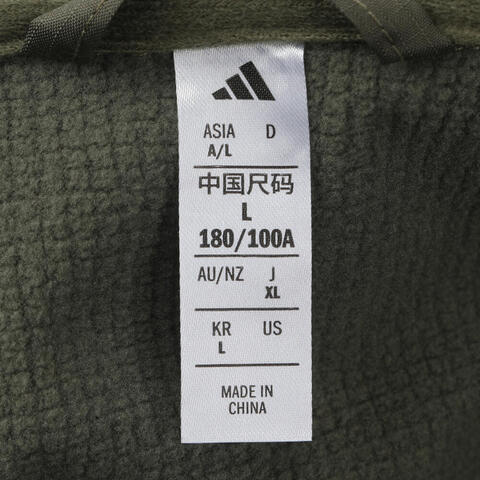 ASIA D
A/L
中国尺码
L
180/100A
AU/NZ J
XL
KR US
L
MADE IN
CHINA